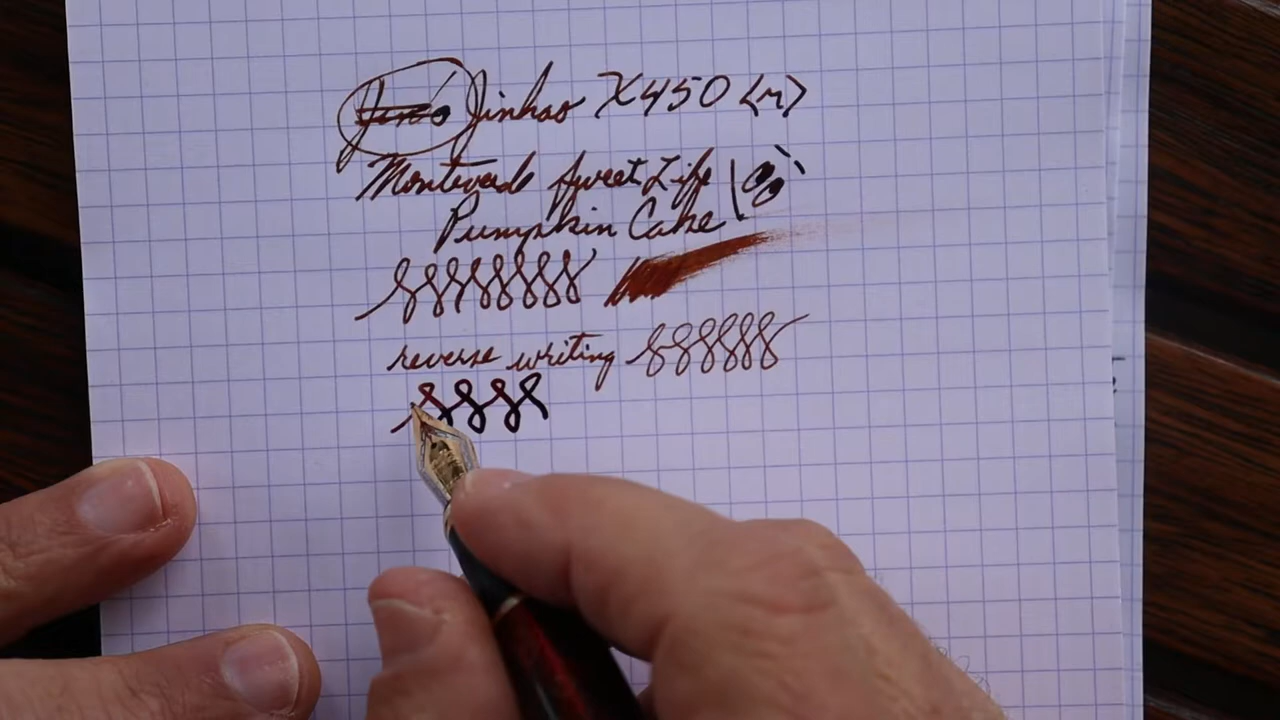 Jinhao X450 <m>
Monteverde Sweet Life
Pumpkin Cake
reverse writing